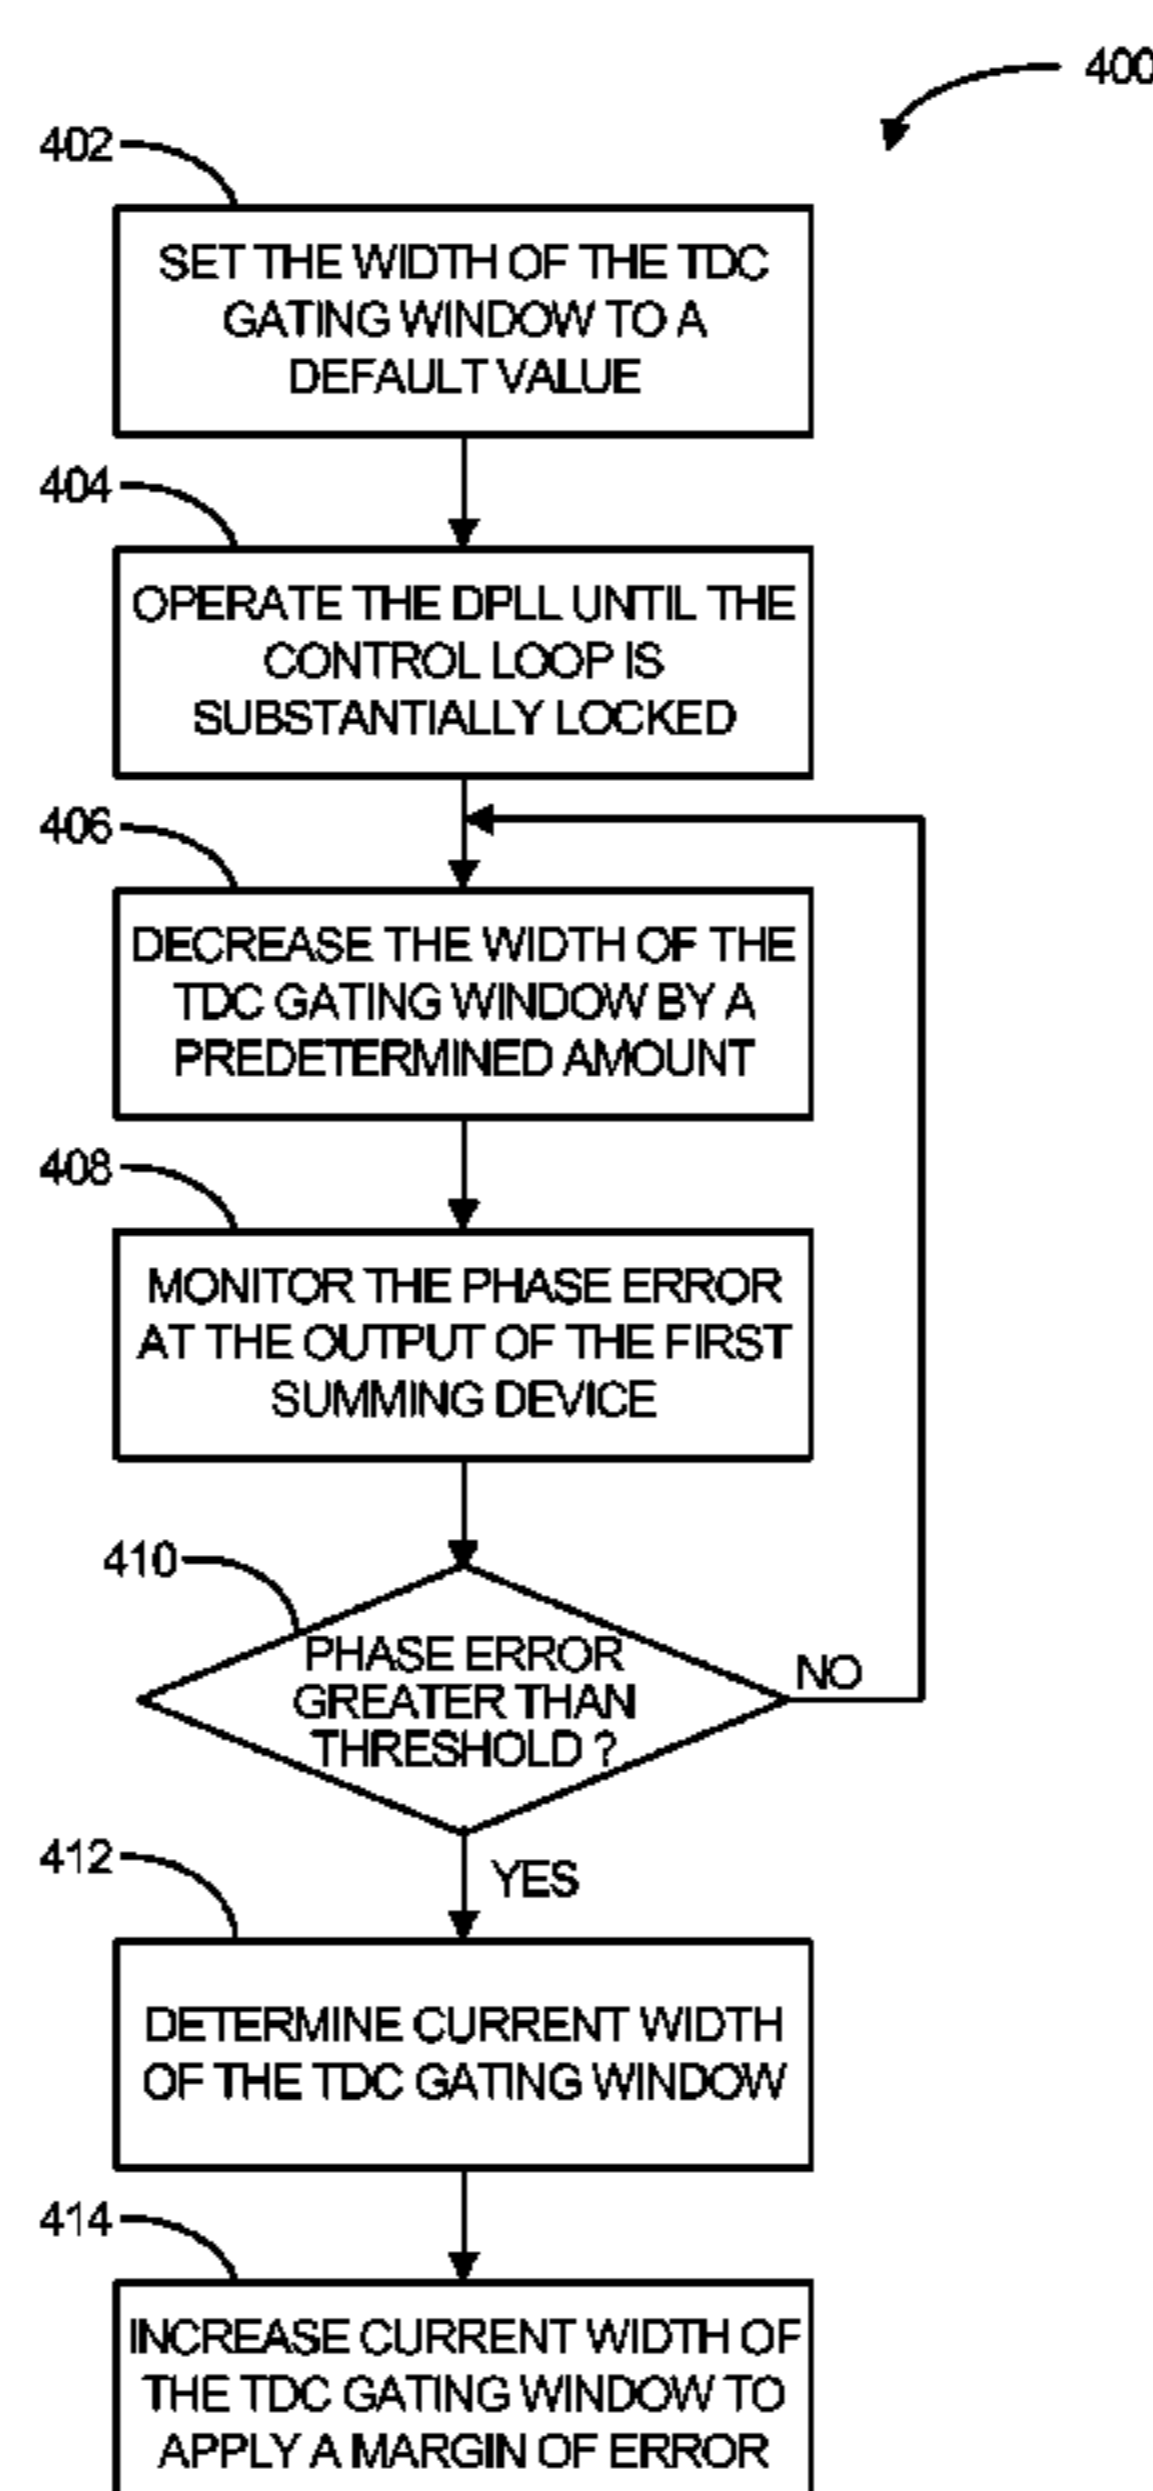 400
402
SET THE WIDTH OF THE TDC
GATING WINDOW TO A
DEFAULT VALUE
404
OPERATE THE DPLL UNTIL THE
CONTROL LOOP IS
SUBSTANTIALLY LOCKED
406
DECREASE THE WIDTH OF THE
TDC GATING WINDOW BY A
PREDETERMINED AMOUNT
408
MONITOR THE PHASE ERROR
AT THE OUTPUT OF THE FIRST
SUMMING DEVICE
410
PHASE ERROR
GREATER THAN
THRESHOLD ?
NO
YES
412
DETERMINE CURRENT WIDTH
OF THE TDC GATING WINDOW
414
INCREASE CURRENT WIDTH OF
THE TDC GATING WINDOW TO
APPLY A MARGIN OF ERROR